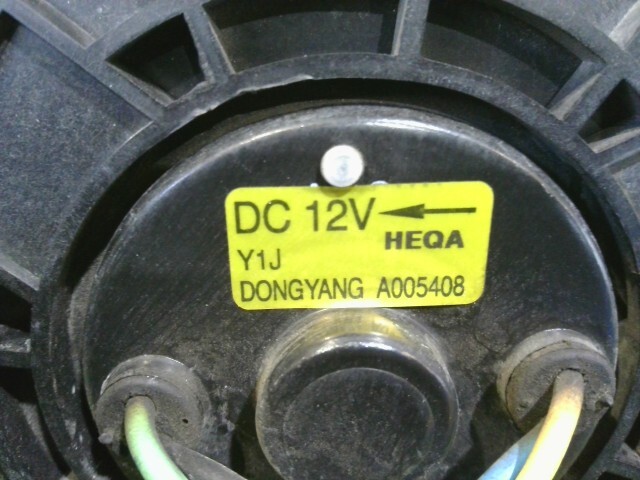 DC 12V
HEQA
Y1J
DONGYANG A005408